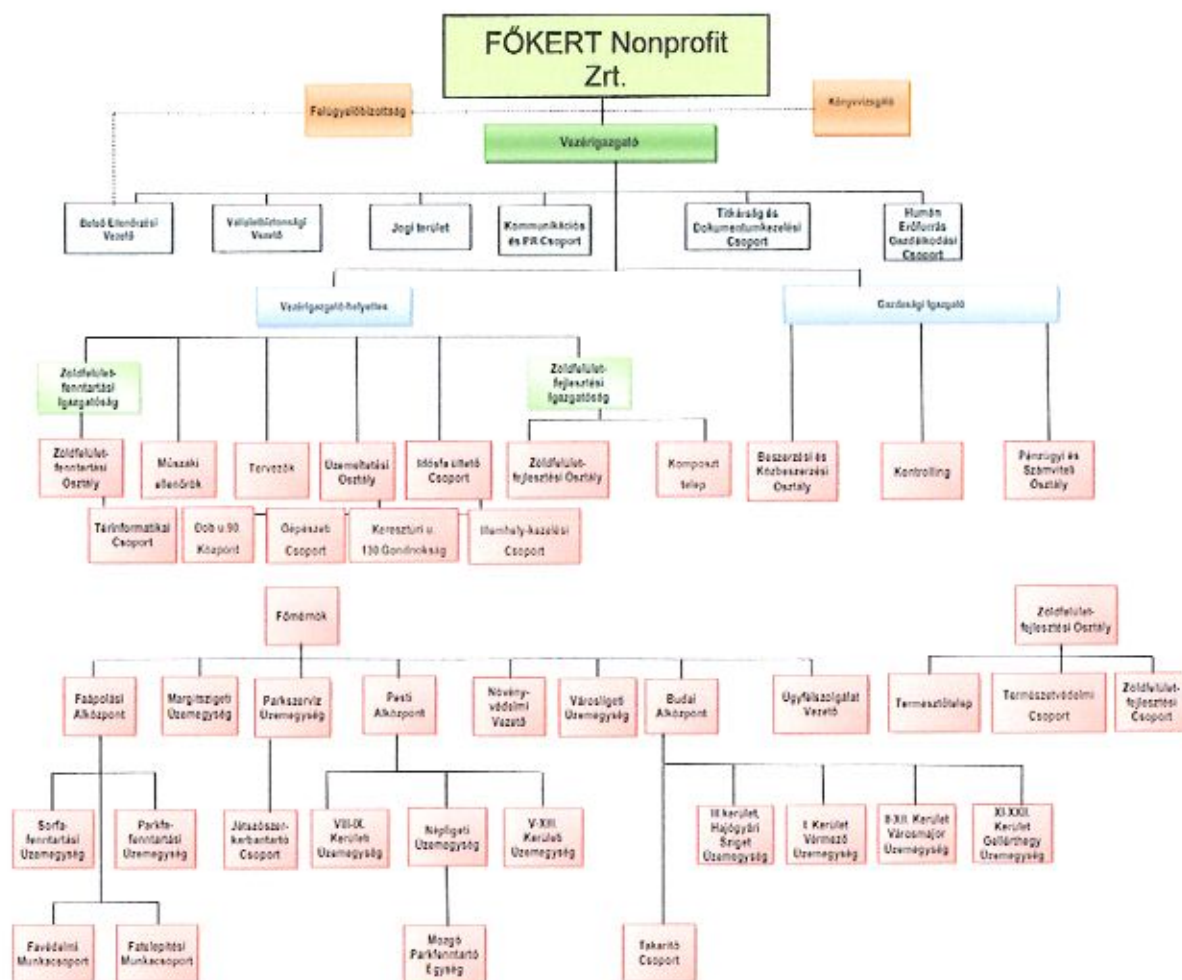 FŐKERT Nonprofit
Zrt.
Felügyelőbizottság
Könyvvizsgáló
Vezérigazgató
Belső Ellenőrzési
Vezető
Vállalatbiztonsági
Vezető
Jogi terület
Kommunikációs
és PR Csoport
Titkárság és
Dokumentumkezelési
Csoport
Humán
Erőforrás
Gazdálkodási
Csoport
Vezérigazgató-helyettes
Gazdasági Igazgató
Zöldfelület-
fenntartási
Igazgatóság
Zöldfelület-
fejlesztési
Igazgatóság
Zöldfelület-
fenntartási
Osztály
Műszaki
ellenőrök
Tervezők
Üzemeltetési
Osztály
Idősfa ültető
Csoport
Zöldfelület-
fejlesztési Osztály
Komposzt
telep
Beszerzési és
Közbeszerzési
Osztály
Kontrolling
Pénzügyi és
Számviteli
Osztály
Térinformatikai
Csoport
Dob u.90.
Központ
Gépészeti
Csoport
Keresztúri u.
130 Gondnokság
Illemhely-kezelési
Csoport
Főmérnök
Zöldfelület-
fejlesztési Osztály
Faápolási
Alközpont
Margitszigeti
Üzemegység
Parkszerviz
Üzemegység
Pesti
Alközpont
Növény-
védelmi
Vezető
Városligeti
Üzemegység
Budai
Alközpont
Ügyfélszolgálat
Vezető
Termesztőtelep
Természetvédelmi
Csoport
Zöldfelület-
fejlesztési
Csoport
Sorfa-
fenntartási
Üzemegység
Parkfa-
fenntartási
Üzemegység
Játszószer-
karbantartó
Csoport
VIII-IX.
Kerületi
Üzemegység
Népligeti
Üzemegység
V-XIII.
Kerületi
Üzemegység
III kerület,
Hajógyári
Sziget
Üzemegység
I. Kerület
Vérmező
Üzemegység
II-XII. Kerület
Városmajor
Üzemegység
XI-XXII.
Kerület
Gellérthegy
Üzemegység
Favédelmi
Munkacsoport
Fatelepítési
Munkacsoport
Mozgó
Parkfenntartó
Egység
Takarító
Csoport